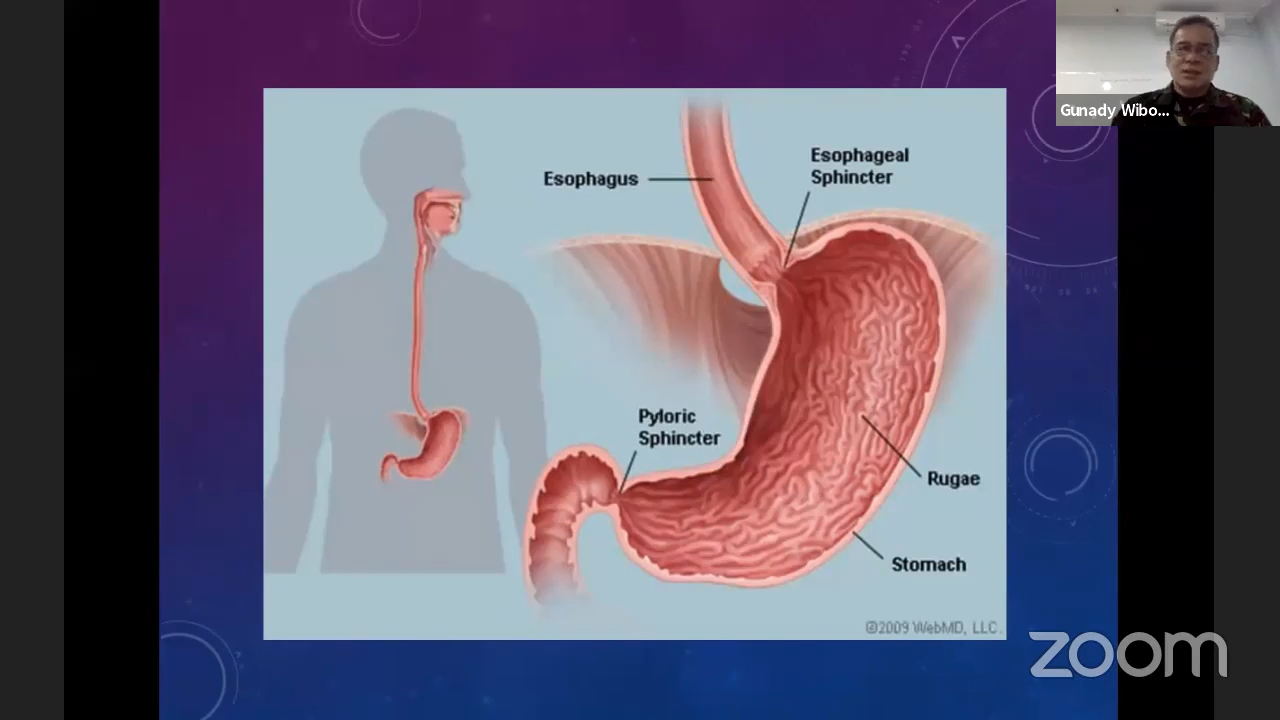 Gunady Wibo...
Esophagus
Esophageal
Sphincter
Pyloric
Sphincter
Rugae
Stomach
©2009 WebMD, LLC.
zoom